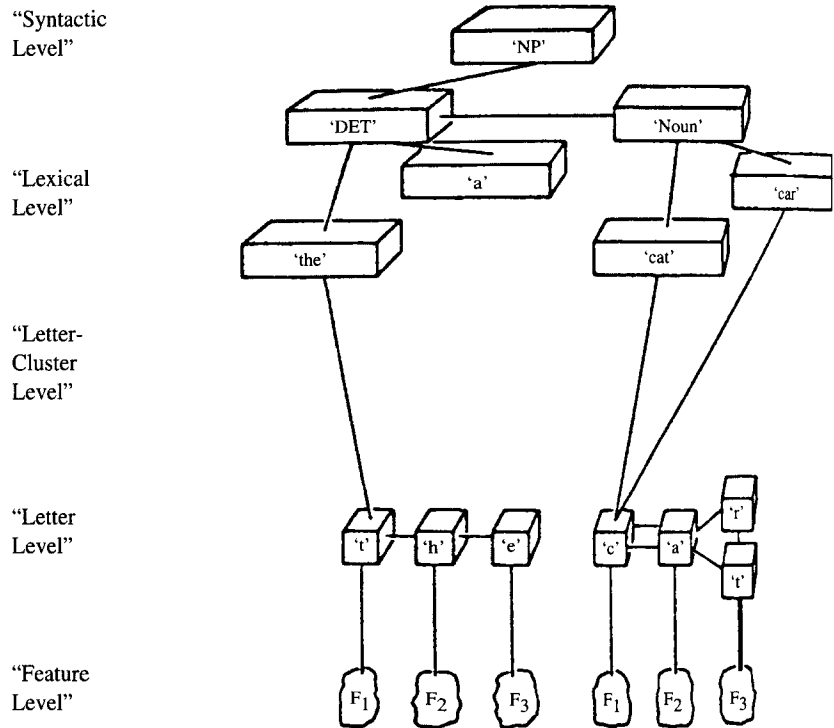 “Syntactic
Level”
‘NP’
‘DET’
‘Noun’
“Lexical
Level”
‘a’
‘car’
‘the’
‘cat’
“Letter-
Cluster
Level”
“Letter
Level”
‘t’
‘h’
‘e’
‘c’
‘a’
‘r’
‘t’
“Feature
Level”
F1
F2
F3
F1
F2
F3